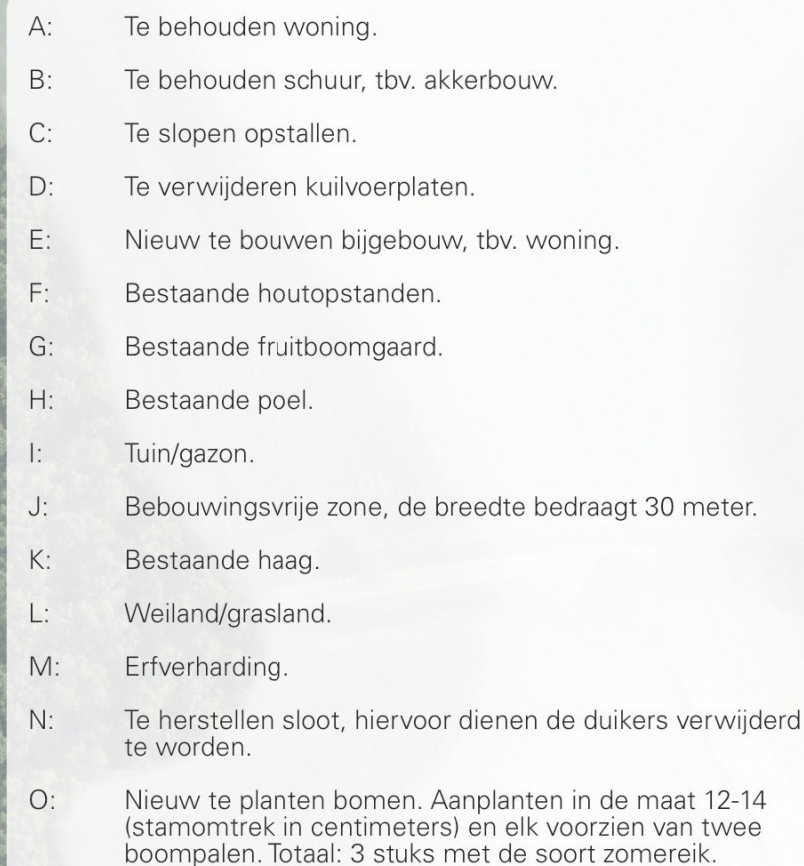 A: Te behouden woning.
B: Te behouden schuur, tbv. akkerbouw.
C: Te slopen opstallen.
D: Te verwijderen kuilvoerplaten.
E: Nieuw te bouwen bijgebouw, tbv. woning.
F: Bestaande houtopstanden.
G: Bestaande fruitboomgaard.
H: Bestaande poel.
I: Tuin/gazon.
J: Bebouwingsvrije zone, de breedte bedraagt 30 meter.
K: Bestaande haag.
L: Weiland/grasland.
M: Erfverharding.
N: Te herstellen sloot, hiervoor dienen de duikers verwijderd
te worden.
O: Nieuw te planten bomen. Aanplanten in de maat 12-14
(stamomtrek in centimeters) en elk voorzien van twee
boompalen. Totaal: 3 stuks met de soort zomereik.